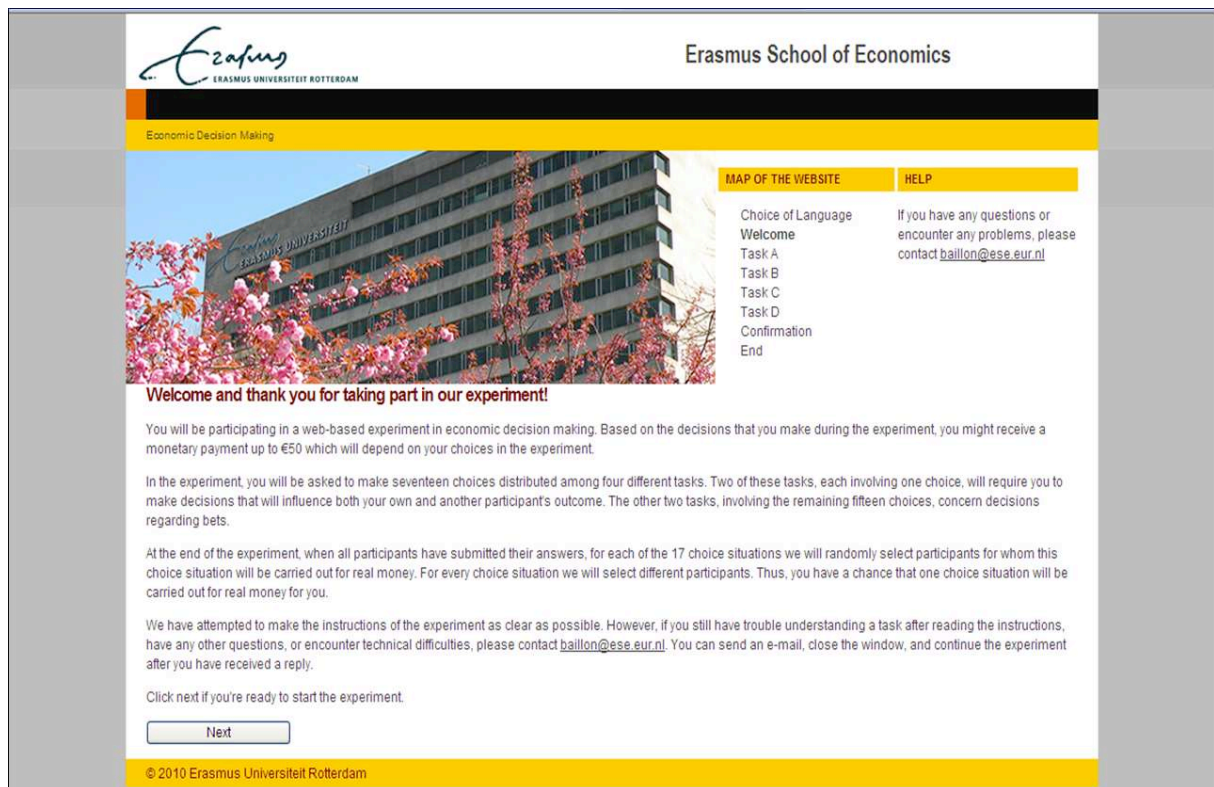 Erasmus
ERASMUS UNIVERSITEIT ROTTERDAM
Erasmus School of Economics
Economic Decision Making
Erasmus
ERASMUS UNIVERSITEIT
MAP OF THE WEBSITE
Choice of Language
Welcome
Task A
Task B
Task C
Task D
Confirmation
End
HELP
If you have any questions or
encounter any problems, please
contact baillon@ese.eur.nl
Welcome and thank you for taking part in our experiment!
You will be participating in a web-based experiment in economic decision making. Based on the decisions that you make during the experiment, you might receive a
monetary payment up to €50 which will depend on your choices in the experiment.
In the experiment, you will be asked to make seventeen choices distributed among four different tasks. Two of these tasks, each involving one choice, will require you to
make decisions that will influence both your own and another participant's outcome. The other two tasks, involving the remaining fifteen choices, concern decisions
regarding bets.
At the end of the experiment, when all participants have submitted their answers, for each of the 17 choice situations we will randomly select participants for whom this
choice situation will be carried out for real money. For every choice situation we will select different participants. Thus, you have a chance that one choice situation will be
carried out for real money for you.
We have attempted to make the instructions of the experiment as clear as possible. However, if you still have trouble understanding a task after reading the instructions,
have any other questions, or encounter technical difficulties, please contact baillon@ese.eur.nl. You can send an e-mail, close the window, and continue the experiment
after you have received a reply.
Click next if you're ready to start the experiment.
Next
© 2010 Erasmus Universiteit Rotterdam